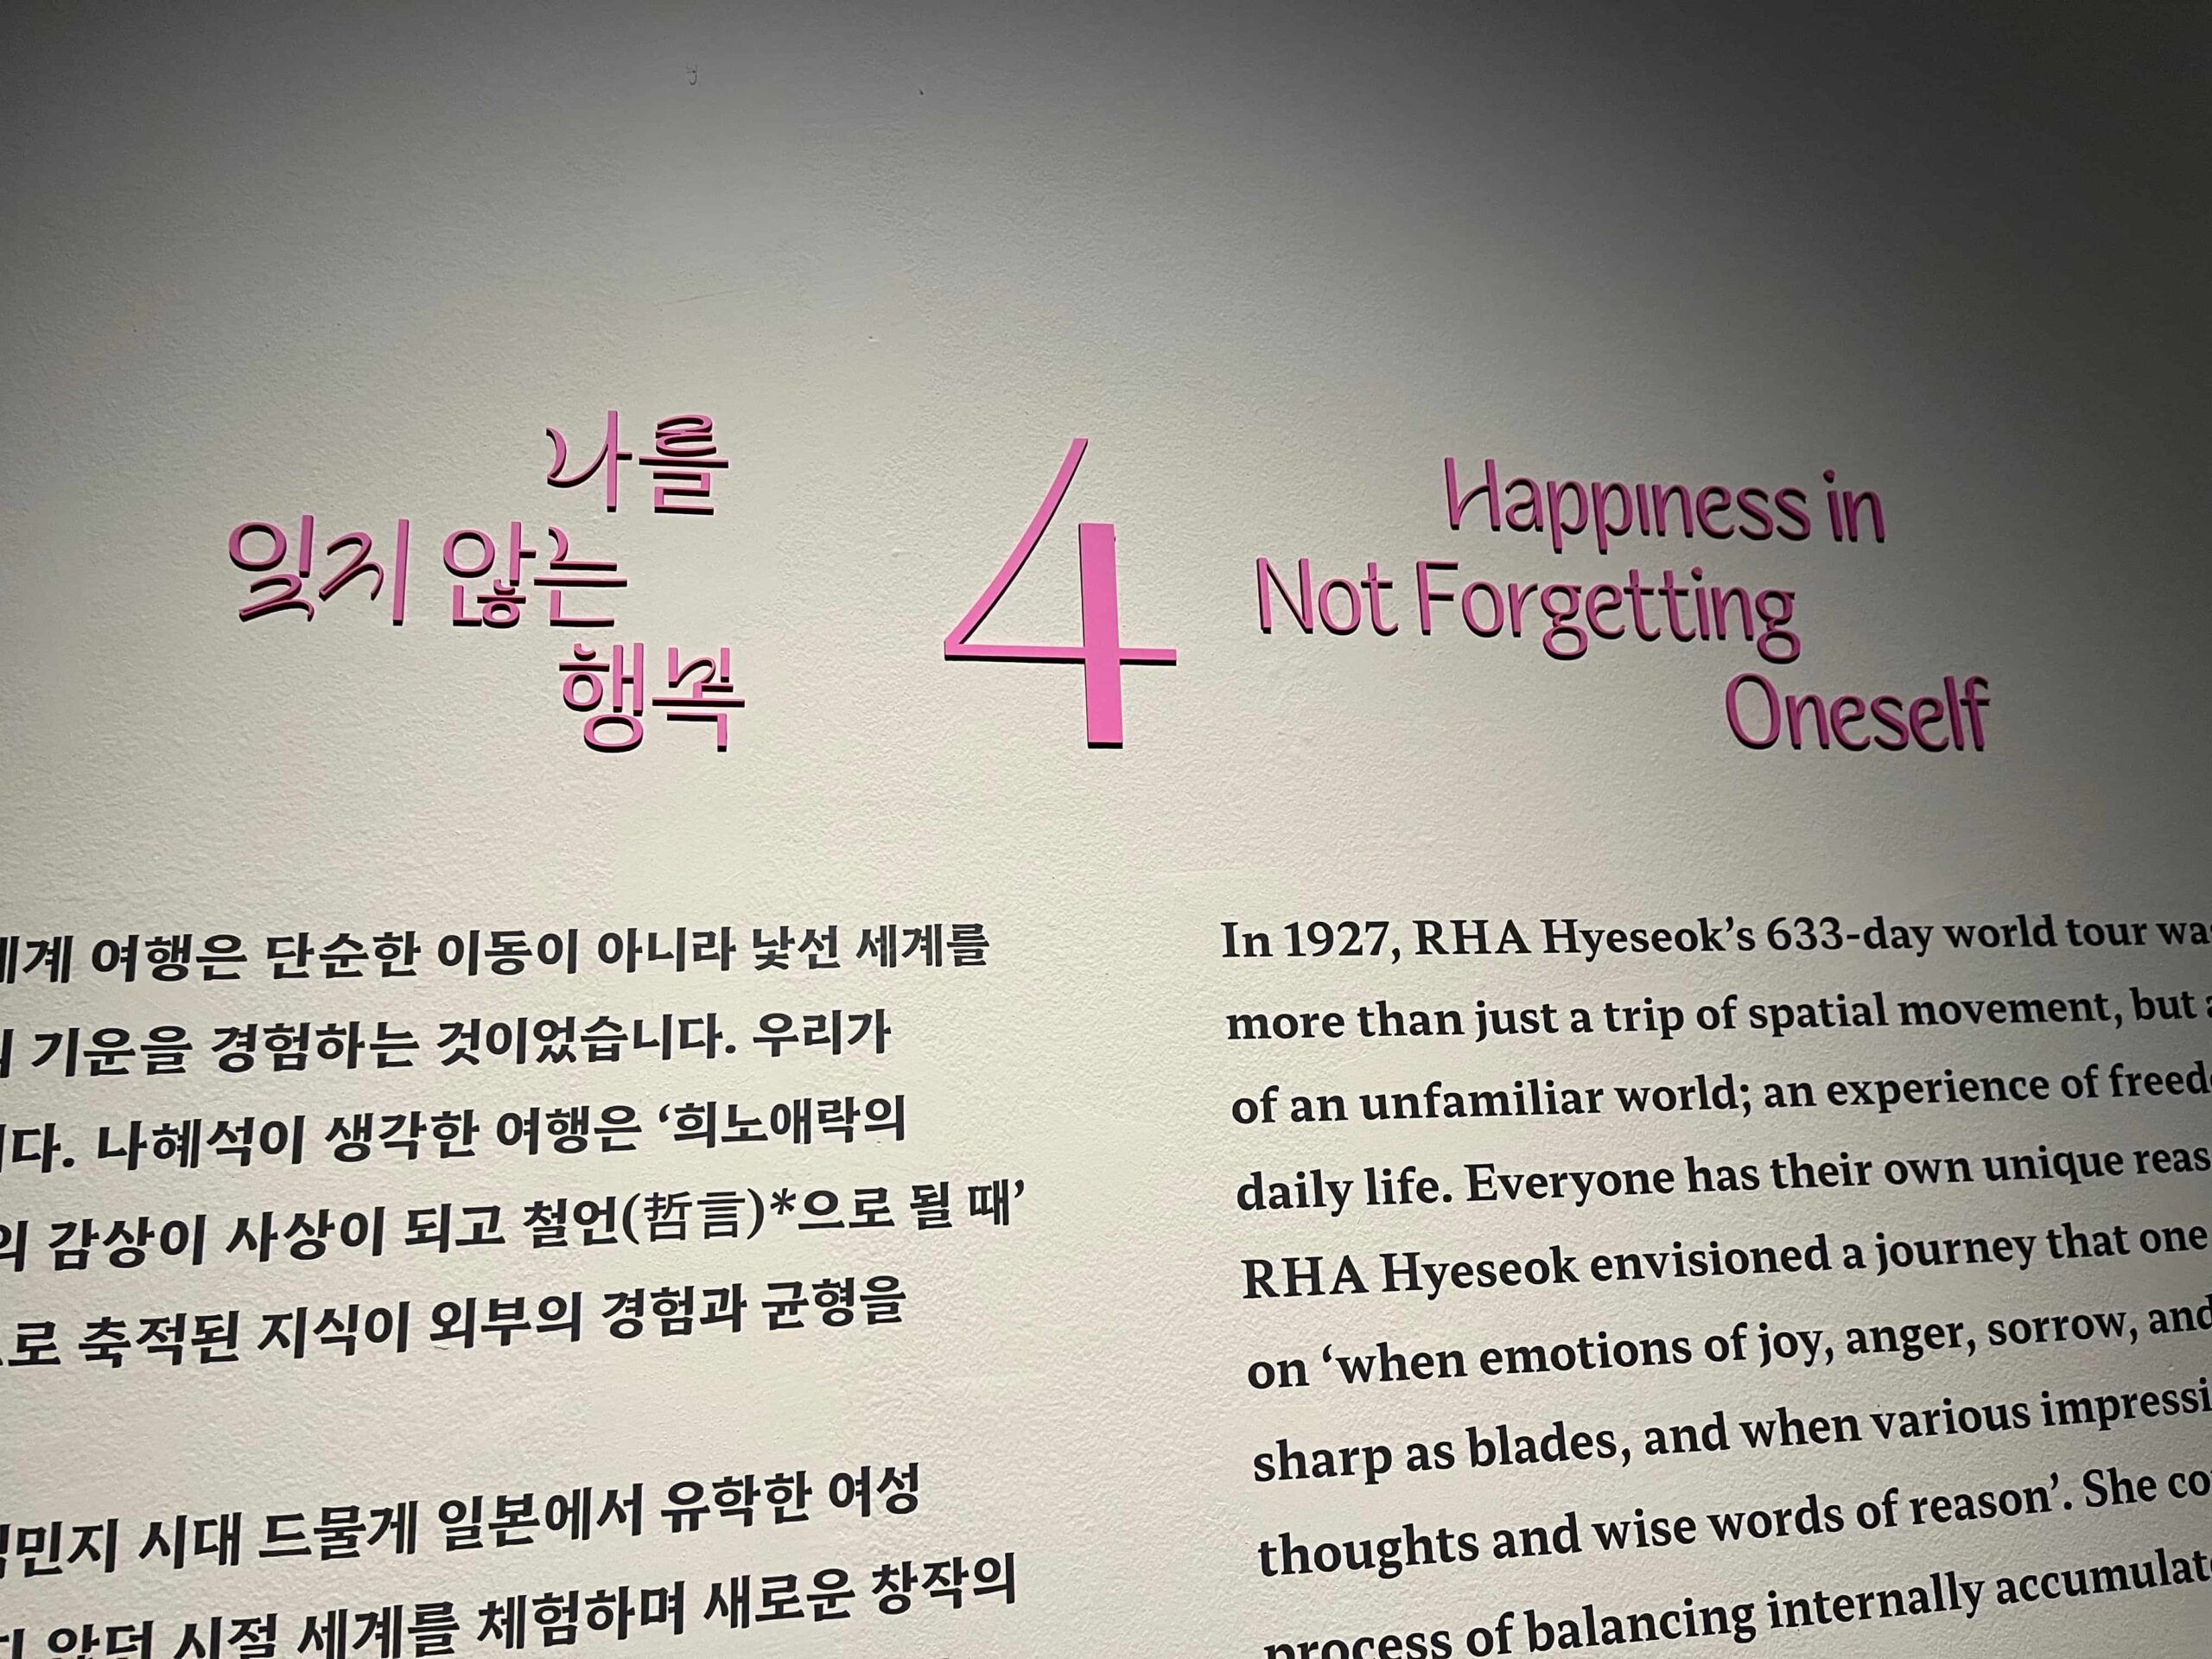 나를
잊지 않는
행복
4
Happiness in
Not Forgetting
Oneself
세계 여행은 단순한 이동이 아니라 낯선 세계를
기운을 경험하는 것이었습니다. 우리가
나혜석이 생각한 여행은 ‘희노애락의
감상이 사상이 되고 철언(哲言)*으로 될 때’
축적된 지식이 외부의 경험과 균형을
시대 드물게 일본에서 유학한 여성
않던 시절 세계를 체험하며 새로운 창작의
In 1927, RHA Hyeseok’s 633-day world tour
more than just a trip of spatial movement, but
of an unfamiliar world; an experience of
daily life. Everyone has their own unique
RHA Hyeseok envisioned a journey that one
on ‘when emotions of joy, anger, sorrow, and
sharp as blades, and when various
thoughts and wise words of reason’. She
process of balancing internally